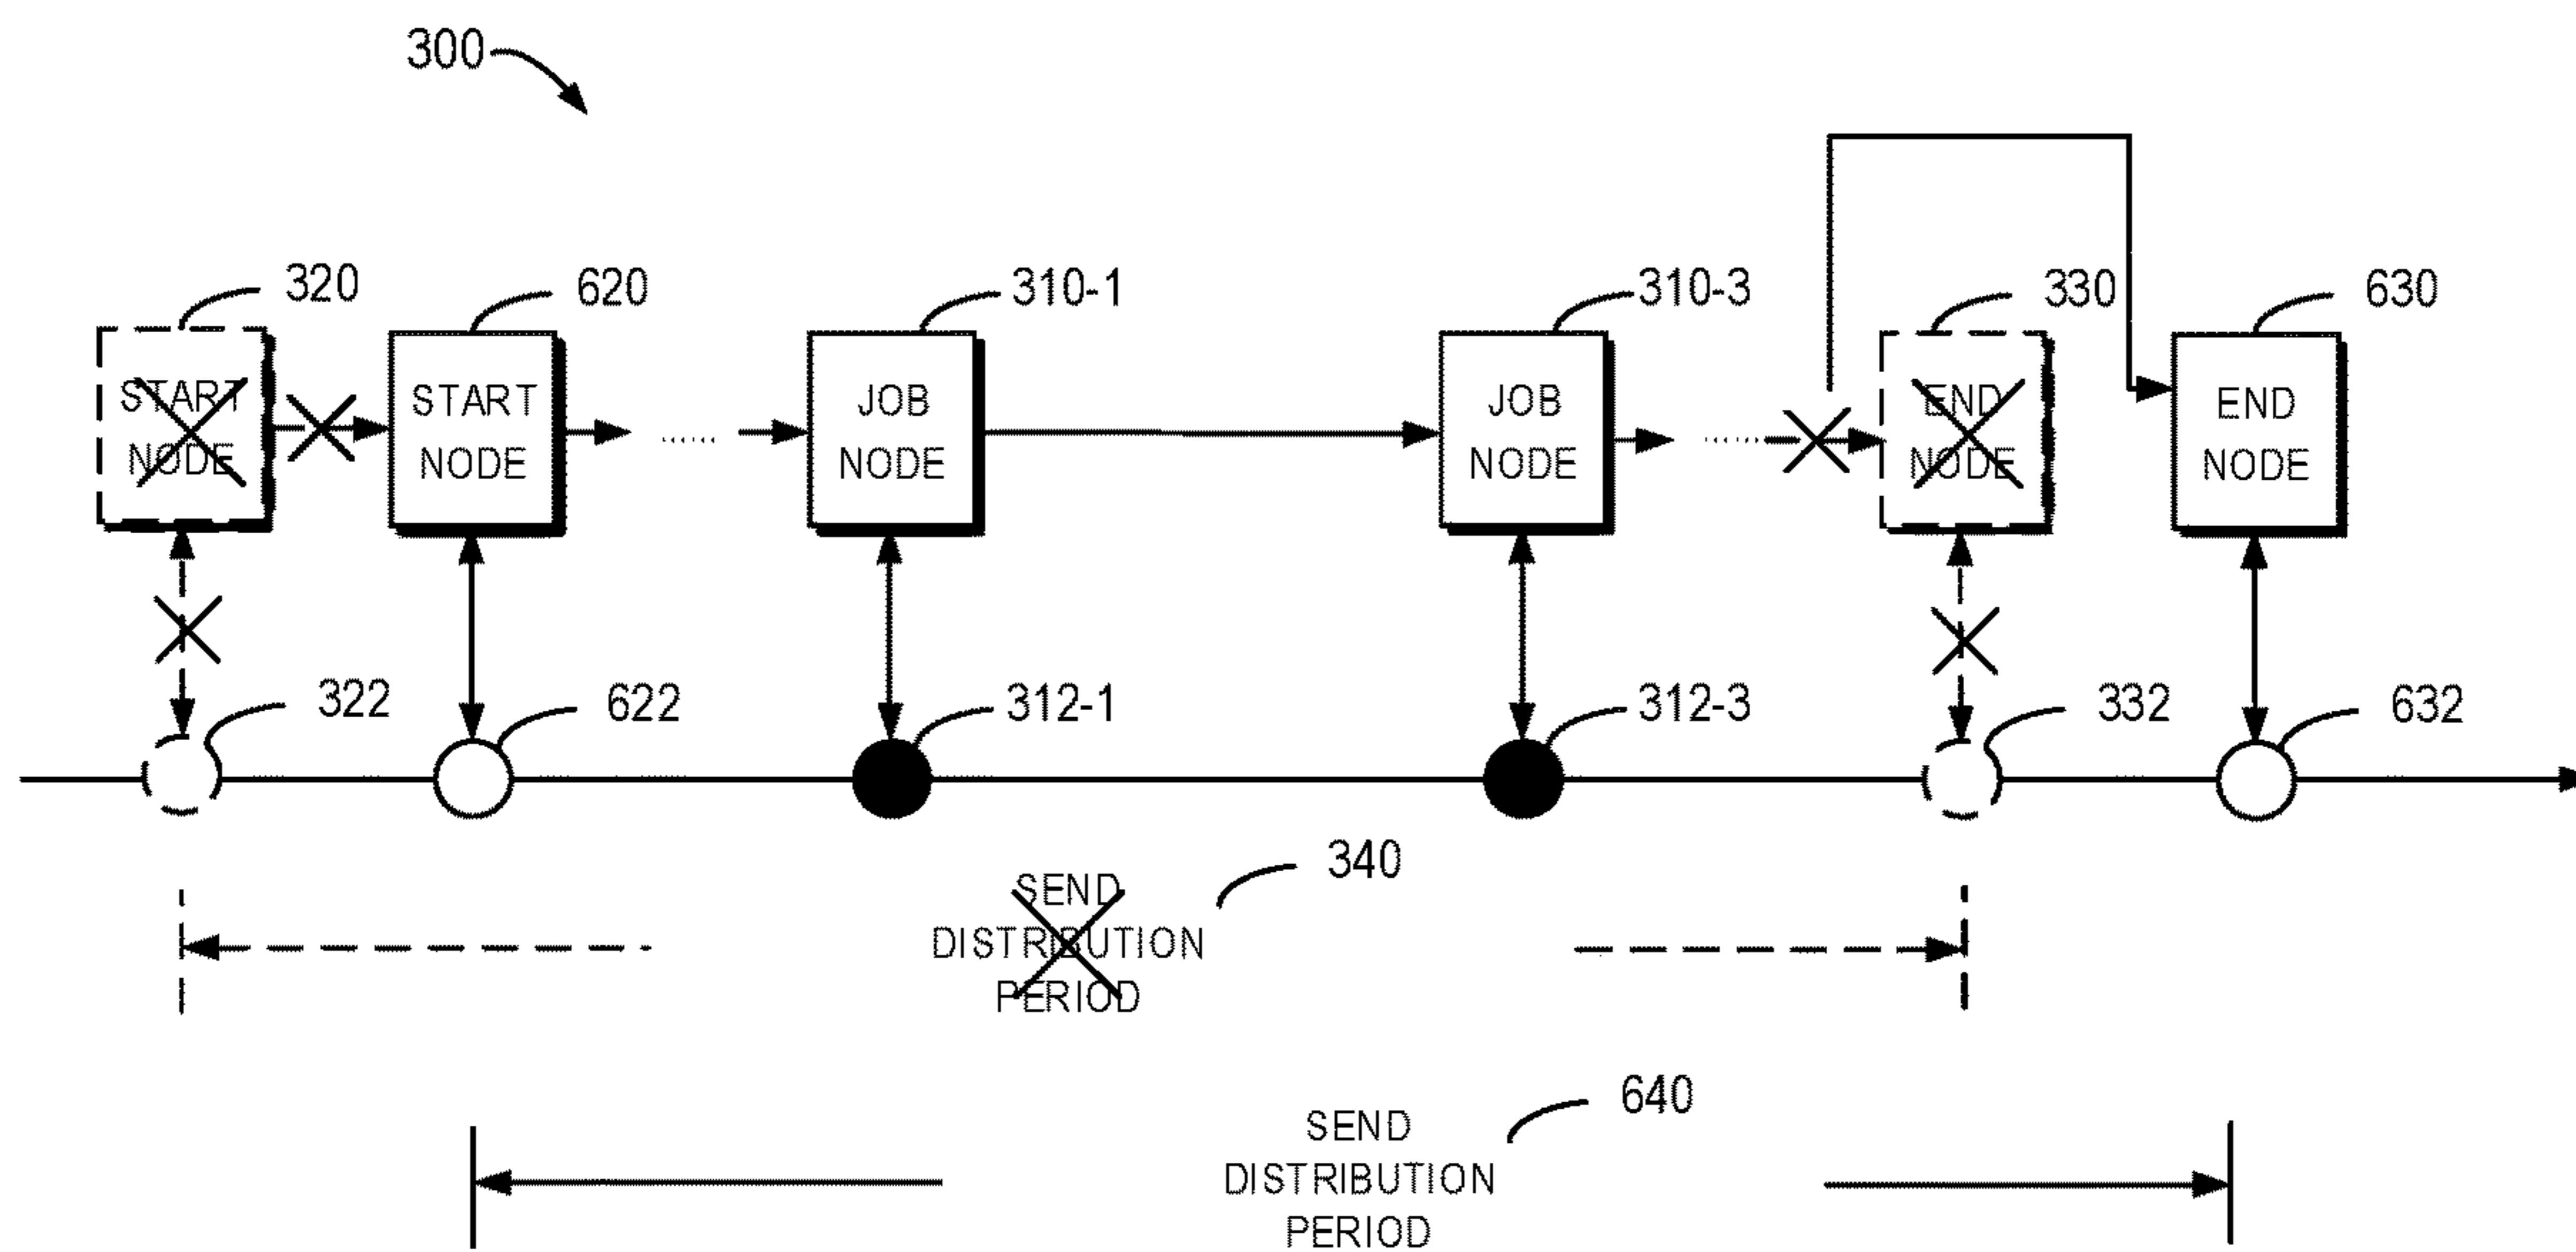 300
320
620
310-1
310-3
330
630
START
NODE
START
NODE
JOB
NODE
JOB
NODE
END
NODE
END
NODE
322
622
312-1
312-3
332
632
340
SEND
DISTRIBUTION
PERIOD
640
SEND
DISTRIBUTION
PERIOD